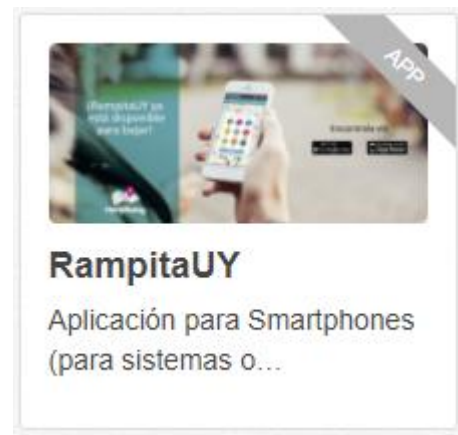 APP
¡RampitaUY ya
está disponible
para bajar!
Encontrala en:
RampitaUY
Aplicación para Smartphones
(para sistemas o…